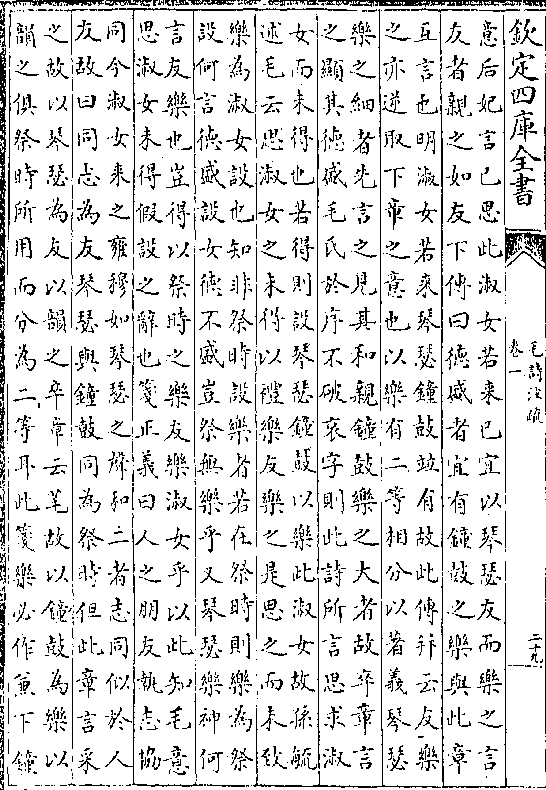 欽定四庫全書
毛詩注疏
卷一
二十九
意后妃言已思此淑女若来已宜以琴瑟友而樂之言
友者親之如友下傳曰徳盛者宜有鐘鼓之樂與此章
互言也明淑女若来琴瑟鐘鼓竝有故此傳并云友樂
之亦逆取下章之意也以樂有二等相分以著義琴瑟
樂之細者先言之見其和親鐘鼓樂之大者故卒章言
之顯其徳盛毛氏於序不破哀字則此詩所言思求淑
女而未得也若得則設琴瑟鐘鼓以樂此淑女故孫毓
述毛云思淑女之未得以禮樂友樂之是思之而未致
樂為淑女設也知非祭時設樂者若在祭時則樂為祭
設何言徳盛設女徳不盛豈祭無樂乎又琴瑟樂神何
言友樂也豈得以祭時之樂友樂淑女乎以此知毛意
思淑女未得假設之辭也箋正義曰人之朋友執志協
同今淑女来之雍穆如琴瑟之聲和二者志同似於人
友故曰同志為友琴瑟與鐘鼓同為祭時但此章言采
之故以琴瑟為友以韻之卒章云芼故以鐘鼓為樂以
韻之俱祭時所用而分為二等耳此箋樂必作兼下鐘